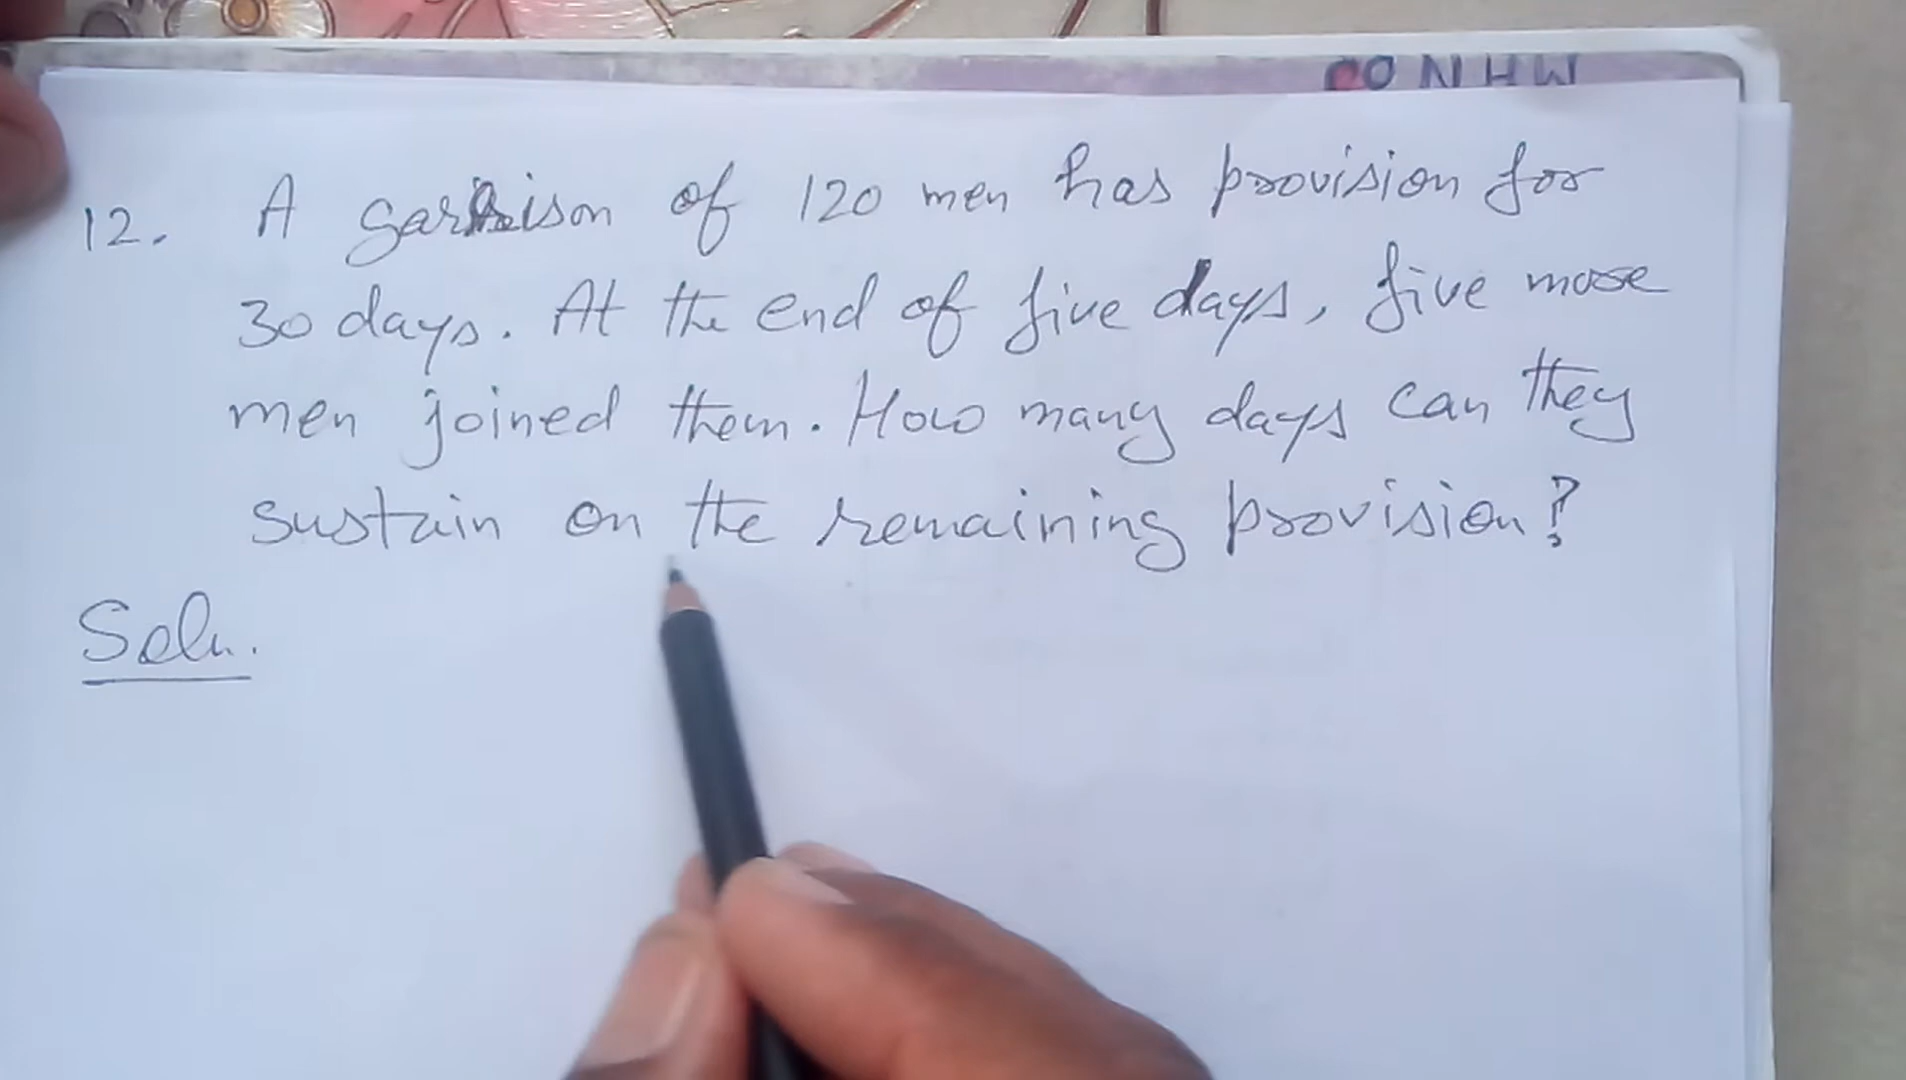 CONHW
12. A garrison of 120 men has provision for
30 days. At the end of five days, five more
men joined them. How many days can they
sustain on the remaining provision?
Soln.